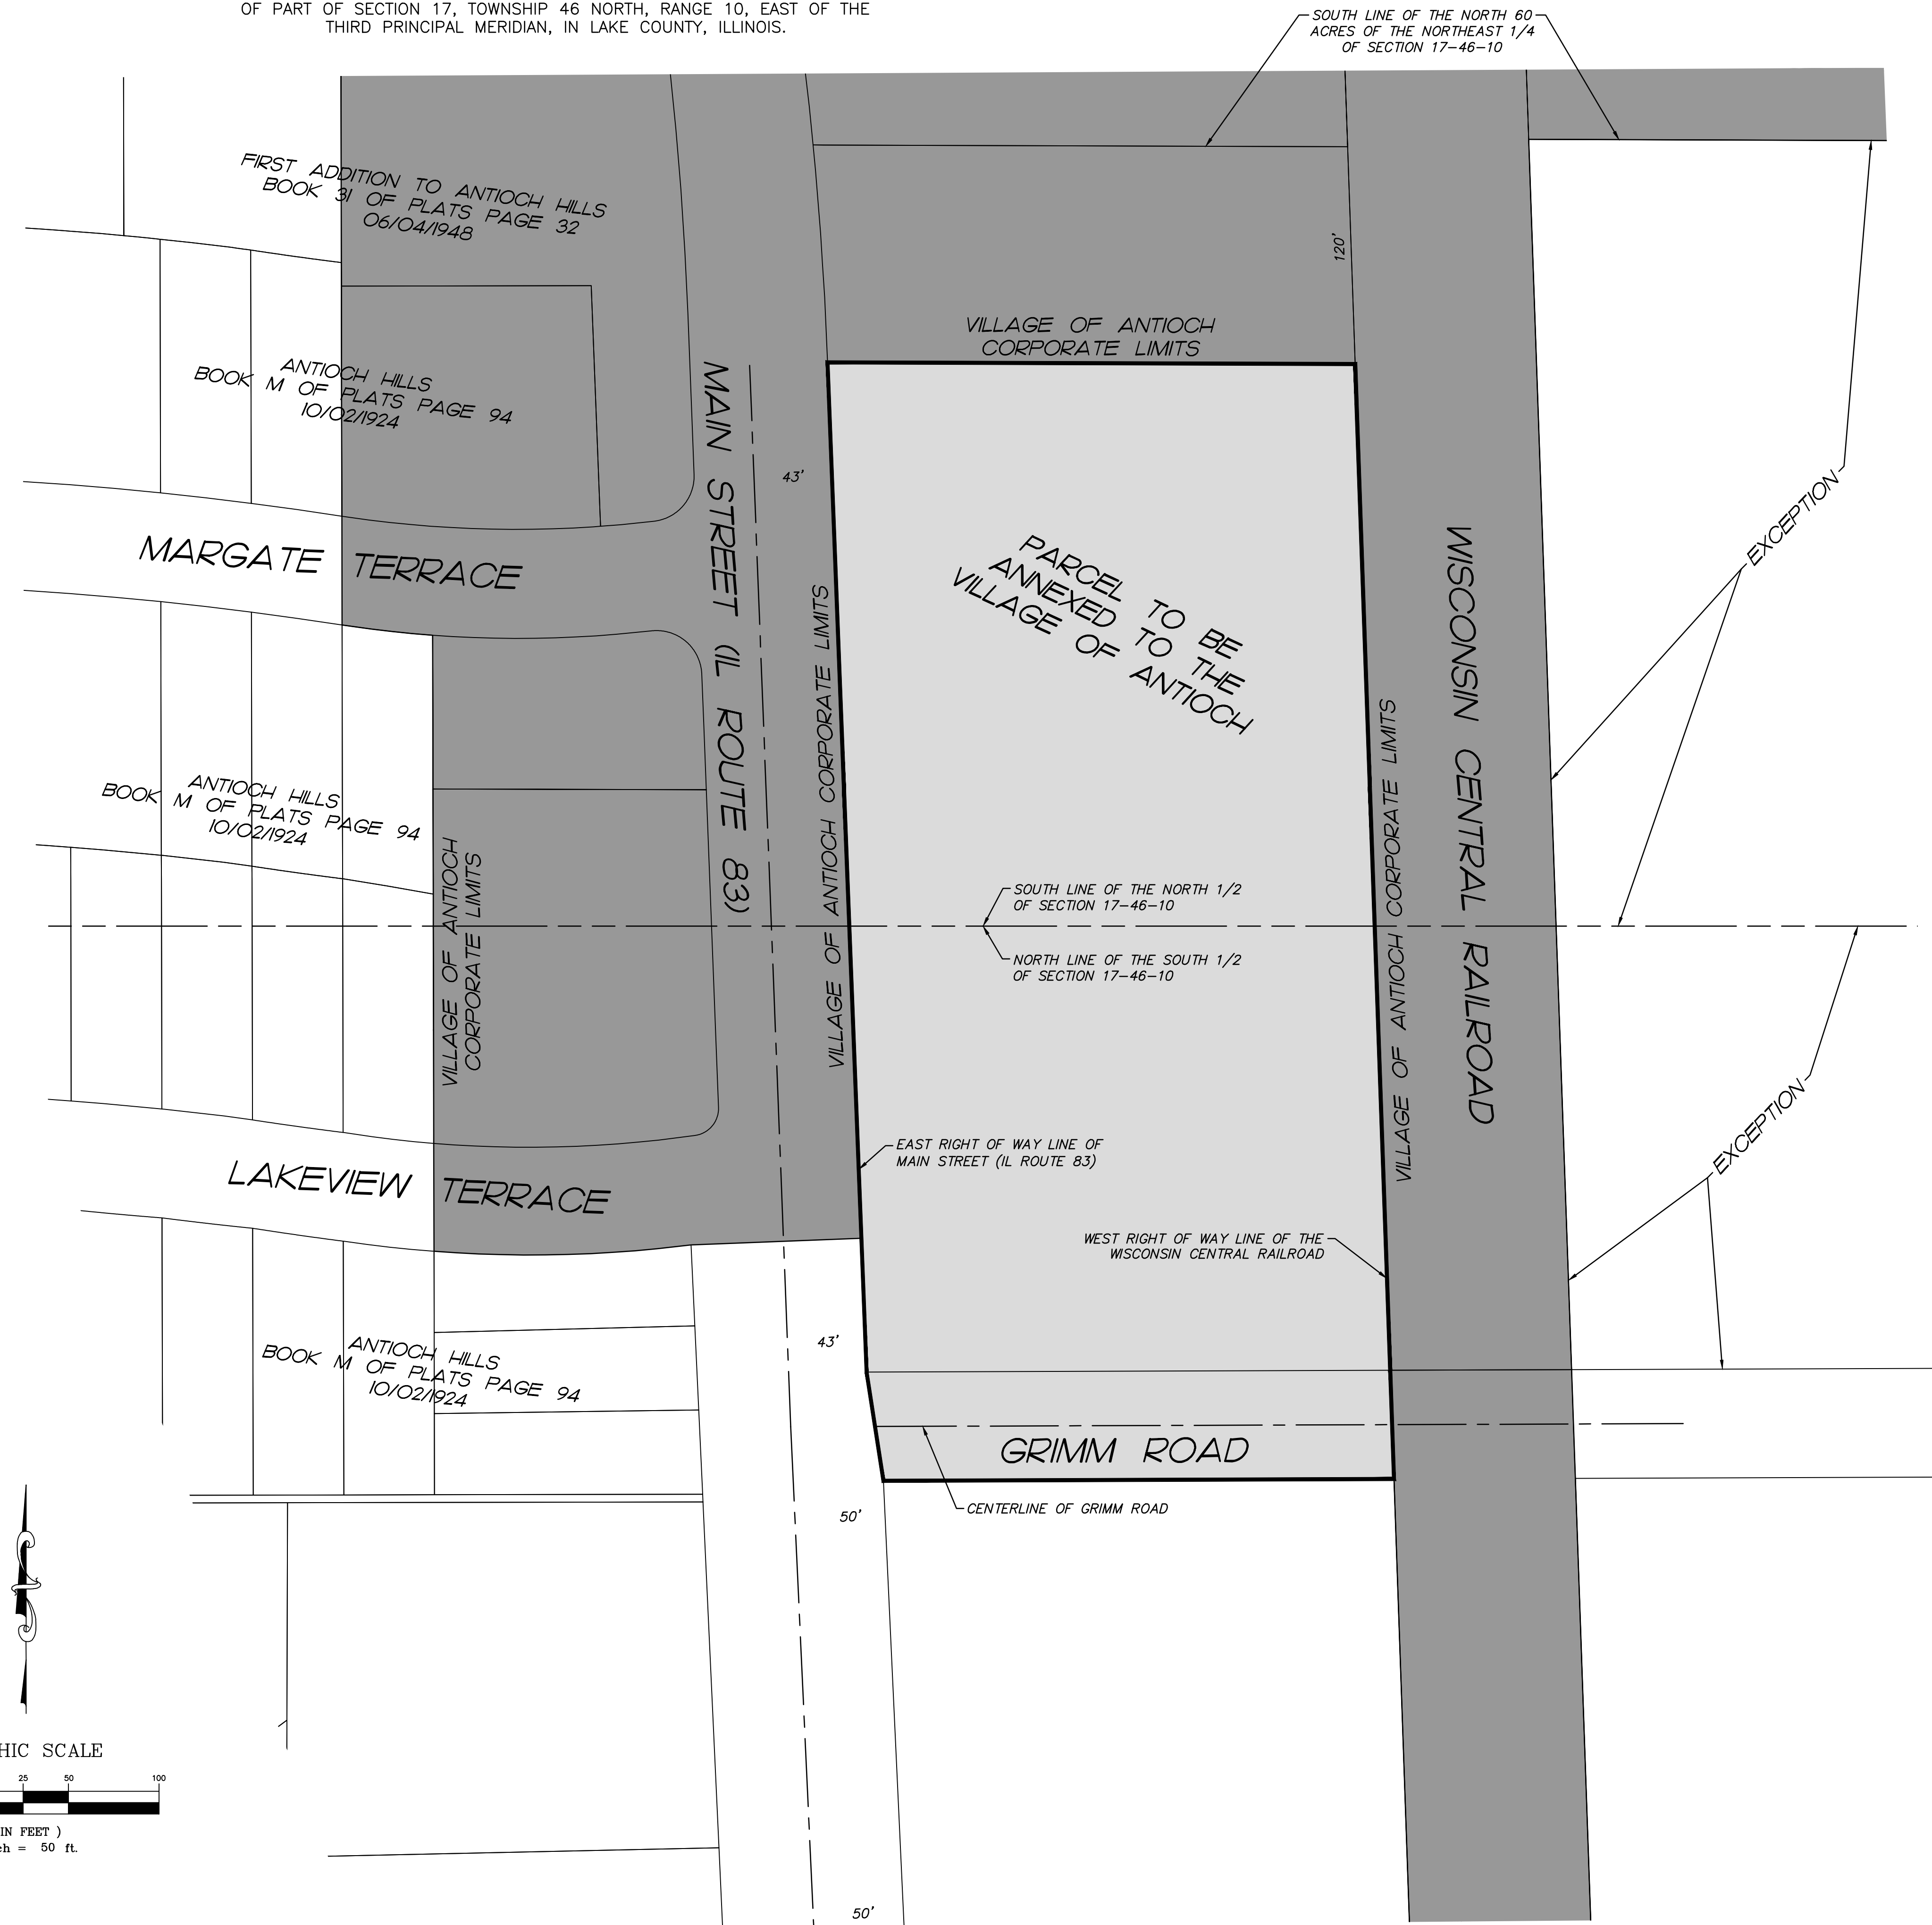 OF PART OF SECTION 17, TOWNSHIP 46 NORTH, RANGE 10, EAST OF THE
THIRD PRINCIPAL MERIDIAN, IN LAKE COUNTY, ILLINOIS.
SOUTH LINE OF THE NORTH 60
ACRES OF THE NORTHEAST 1/4
OF SECTION 17-46-10
FIRST ADDITION TO ANTIOCH HILLS
BOOK 31 OF PLATS PAGE 32
06/04/1948
120'
VILLAGE OF ANTIOCH
CORPORATE LIMITS
ANTIOCH HILLS
BOOK M OF PLATS PAGE 94
10/02/1924
MAIN STREET (IL ROUTE 83)
43'
EXCEPTION
MARGATE TERRACE
PARCEL TO BE
ANNEXED TO THE
VILLAGE OF ANTIOCH
WISCONSIN CENTRAL RAILROAD
VILLAGE OF ANTIOCH CORPORATE LIMITS
VILLAGE OF ANTIOCH CORPORATE LIMITS
ANTIOCH HILLS
BOOK M OF PLATS PAGE 94
10/02/1924
VILLAGE OF ANTIOCH
CORPORATE LIMITS
SOUTH LINE OF THE NORTH 1/2
OF SECTION 17-46-10
NORTH LINE OF THE SOUTH 1/2
OF SECTION 17-46-10
EXCEPTION
EAST RIGHT OF WAY LINE OF
MAIN STREET (IL ROUTE 83)
LAKEVIEW TERRACE
WEST RIGHT OF WAY LINE OF THE
WISCONSIN CENTRAL RAILROAD
43'
ANTIOCH HILLS
BOOK M OF PLATS PAGE 94
10/02/1924
GRIMM ROAD
CENTERLINE OF GRIMM ROAD
50'
HIC SCALE
25 50 100
IN FEET )
ch = 50 ft.
50'